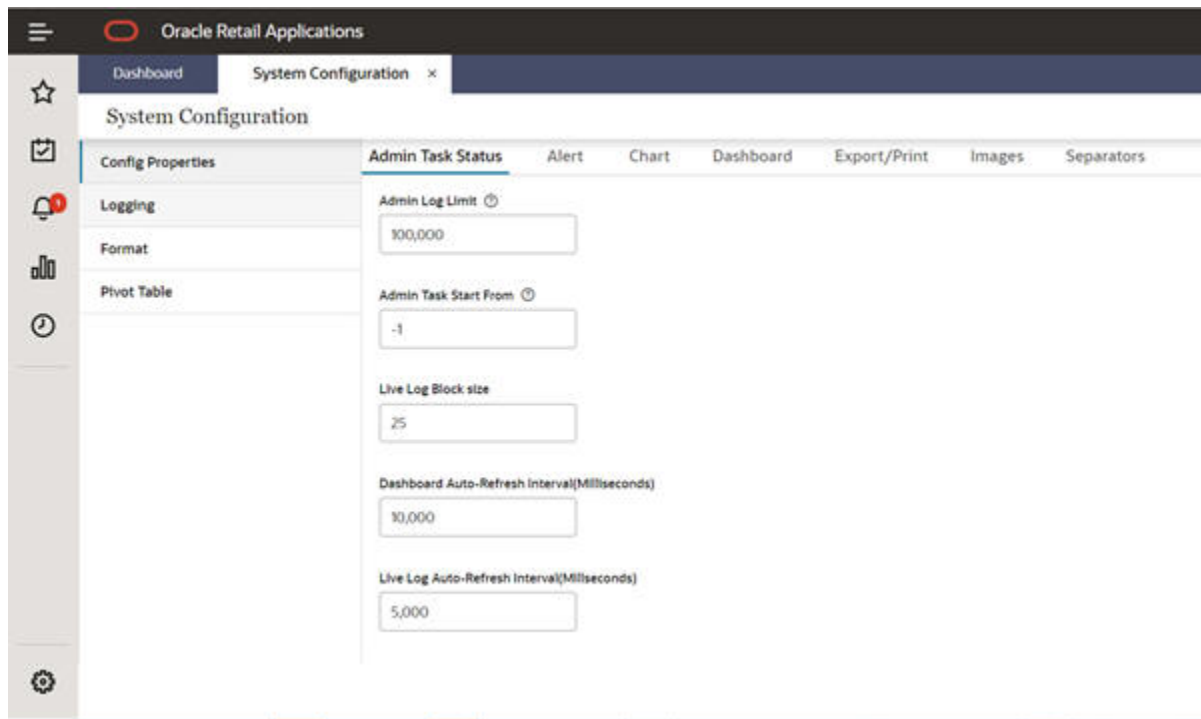 Oracle Retail Applications
Dashboard
System Configuration ×
System Configuration
Config Properties
Logging
Format
Pivot Table
Admin Task Status Alert Chart Dashboard Export/Print Images Separators
Admin Log Limit
100,000
Admin Task Start From
-1
Live Log Block size
25
Dashboard Auto-Refresh Interval(Milliseconds)
10,000
Live Log Auto-Refresh Interval(Milliseconds)
5,000